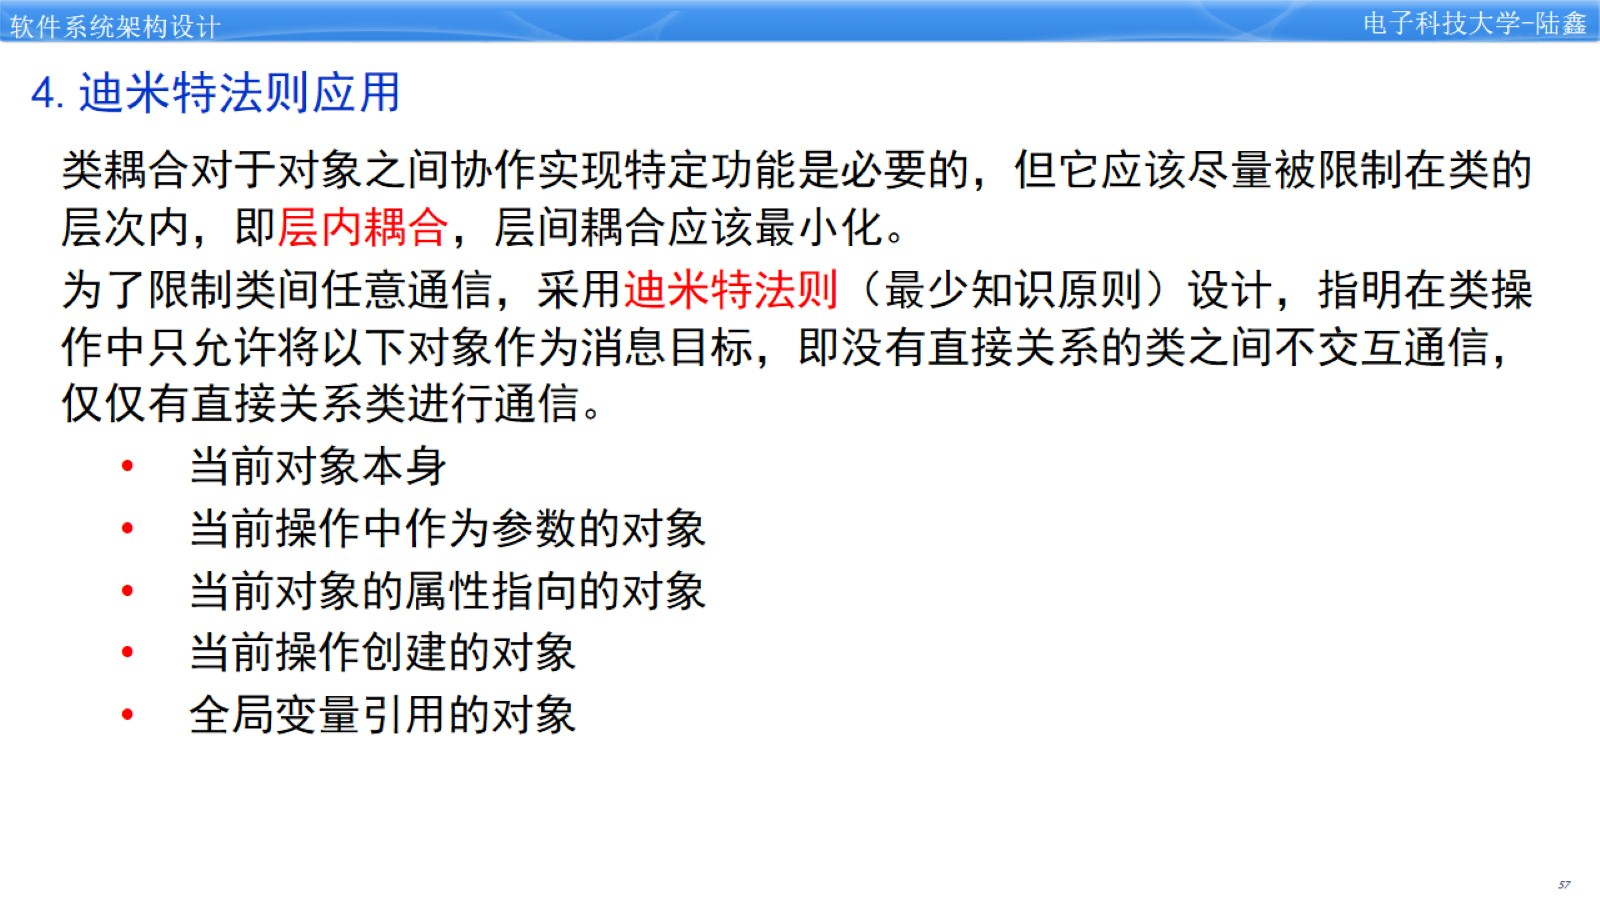 软件系统架构设计
电子科技大学-陆鑫
4. 迪米特法则应用
类耦合对于对象之间协作实现特定功能是必要的，但它应该尽量被限制在类的
层次内，即层内耦合，层间耦合应该最小化。
为了限制类间任意通信，采用迪米特法则（最少知识原则）设计，指明在类操
作中只允许将以下对象作为消息目标，即没有直接关系的类之间不交互通信，
仅仅有直接关系类进行通信。
• 当前对象本身
• 当前操作中作为参数的对象
• 当前对象的属性指向的对象
• 当前操作创建的对象
• 全局变量引用的对象
57